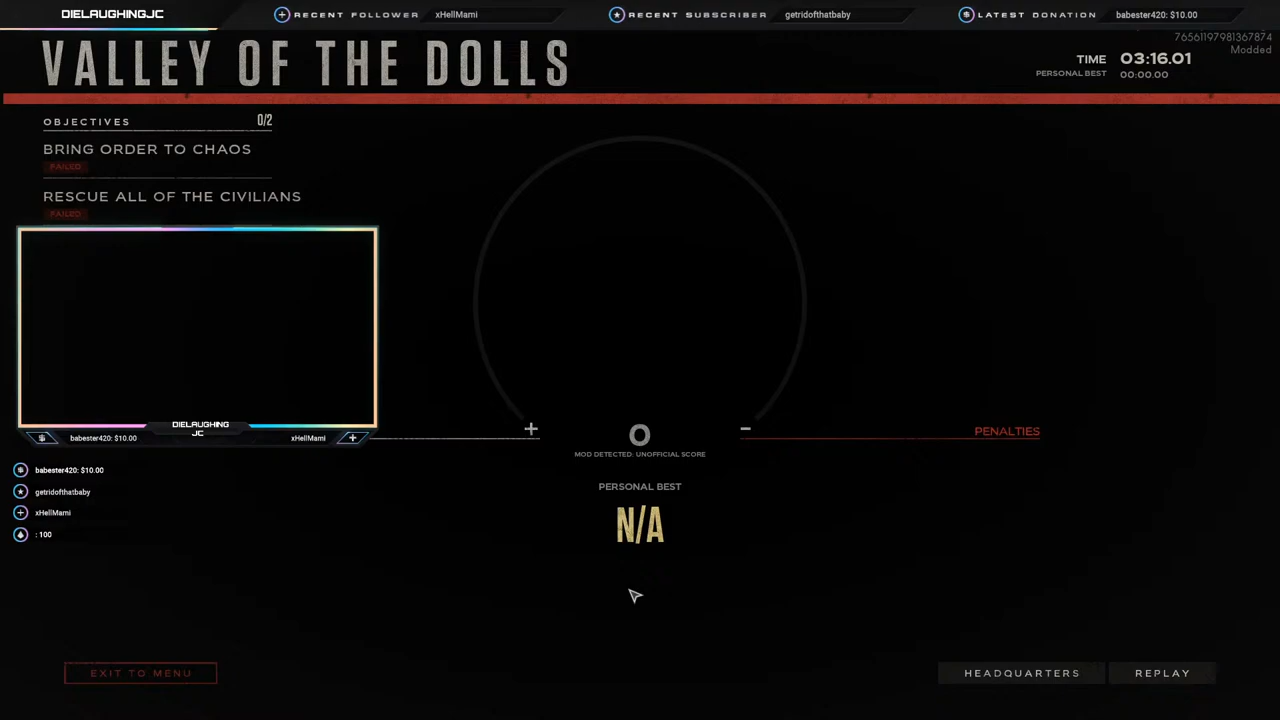 DIELAUGHINGJC
RECENT FOLLOWER xHellMami
RECENT SUBSCRIBER getridofthatbaby
LATEST DONATION babester420: $10.00
76561197981367874
Modded
VALLEY OF THE DOLLS
TIME 03:16.01
PERSONAL BEST 00:00.00
OBJECTIVES 0/2
BRING ORDER TO CHAOS
FAILED
RESCUE ALL OF THE CIVILIANS
FAILED
DIELAUGHING
JC
babester420: $10.00 xHellMami
+ O -
PENALTIES
MOD DETECTED: UNOFFICIAL SCORE
babester420: $10.00
getridofthatbaby
xHellMami
: 100
PERSONAL BEST
N/A
EXIT TO MENU
HEADQUARTERS
REPLAY